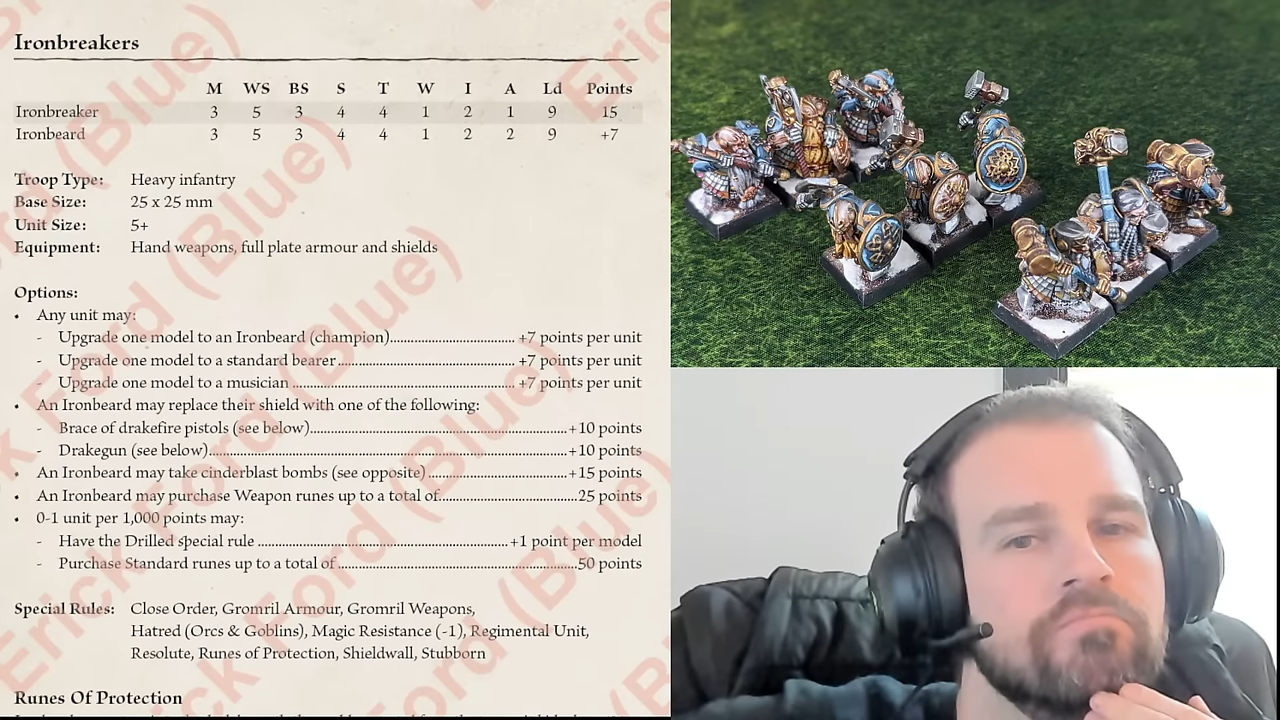 Ironbreakers
M WS BS S T W I A Ld Points
Ironbreaker 3 5 3 4 4 1 2 1 9 15
Ironbeard 3 5 3 4 4 1 2 2 9 +7
Troop Type: Heavy infantry
Base Size: 25 x 25 mm
Unit Size: 5+
Equipment: Hand weapons, full plate armour and shields
Options:
• Any unit may:
- Upgrade one model to an Ironbeard (champion) +7 points per unit
- Upgrade one model to a standard bearer +7 points per unit
- Upgrade one model to a musician +7 points per unit
• An Ironbeard may replace their shield with one of the following:
- Brace of drakefire pistols (see below) +10 points
- Drakegun (see below) +10 points
• An Ironbeard may take cinderblast bombs (see opposite) +15 points
• An Ironbeard may purchase Weapon runes up to a total of 25 points
• 0-1 unit per 1,000 points may:
- Have the Drilled special rule +1 point per model
- Purchase Standard runes up to a total of 50 points
Special Rules: Close Order, Gromril Armour, Gromril Weapons,
Hatred (Orcs & Goblins), Magic Resistance (-1), Regimental Unit,
Resolute, Runes of Protection, Shieldwall, Stubborn
Runes Of Protection
Erick Ford (Blue)